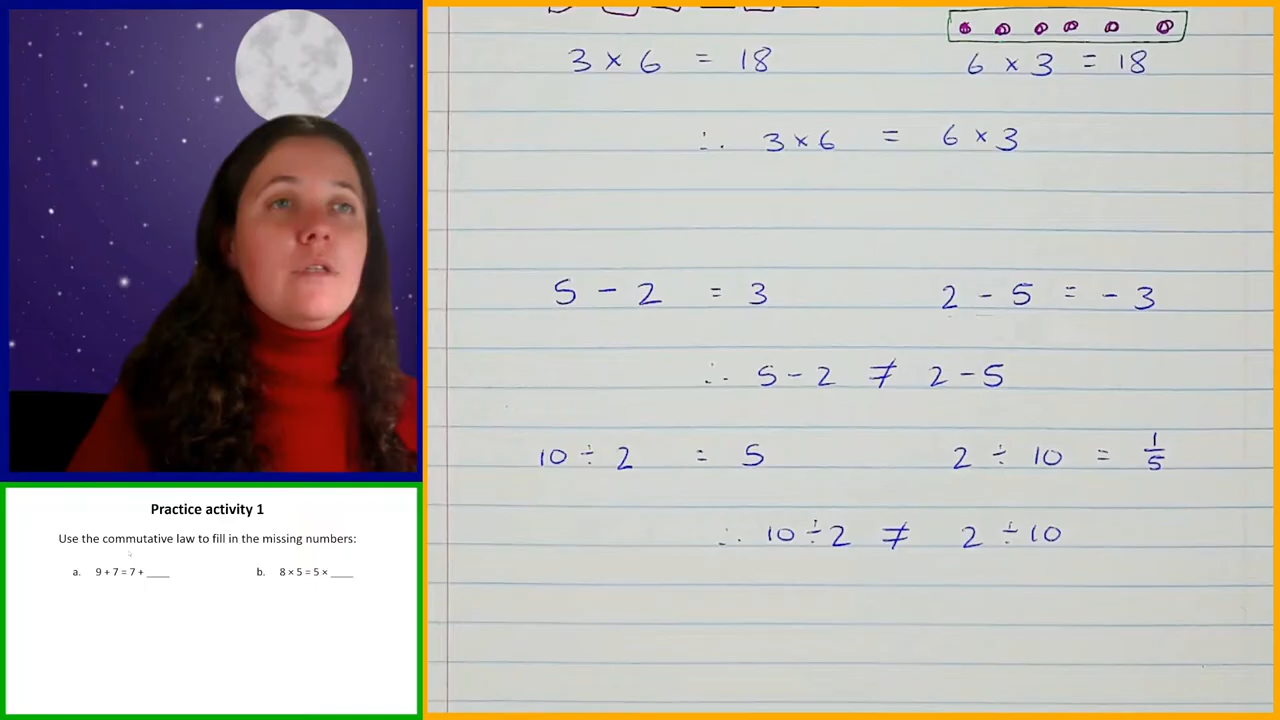 3 × 6 = 18
6 × 3 = 18
∴ 3 × 6 = 6 × 3
5 - 2 = 3
2 - 5 = - 3
∴ 5 - 2 ≠ 2 - 5
10 ÷ 2 = 5
2 ÷ 10 = 1/5
∴ 10 ÷ 2 ≠ 2 ÷ 10
Practice activity 1
Use the commutative law to fill in the missing numbers:
a. 9 + 7 = 7 + ____
b. 8 × 5 = 5 × ____